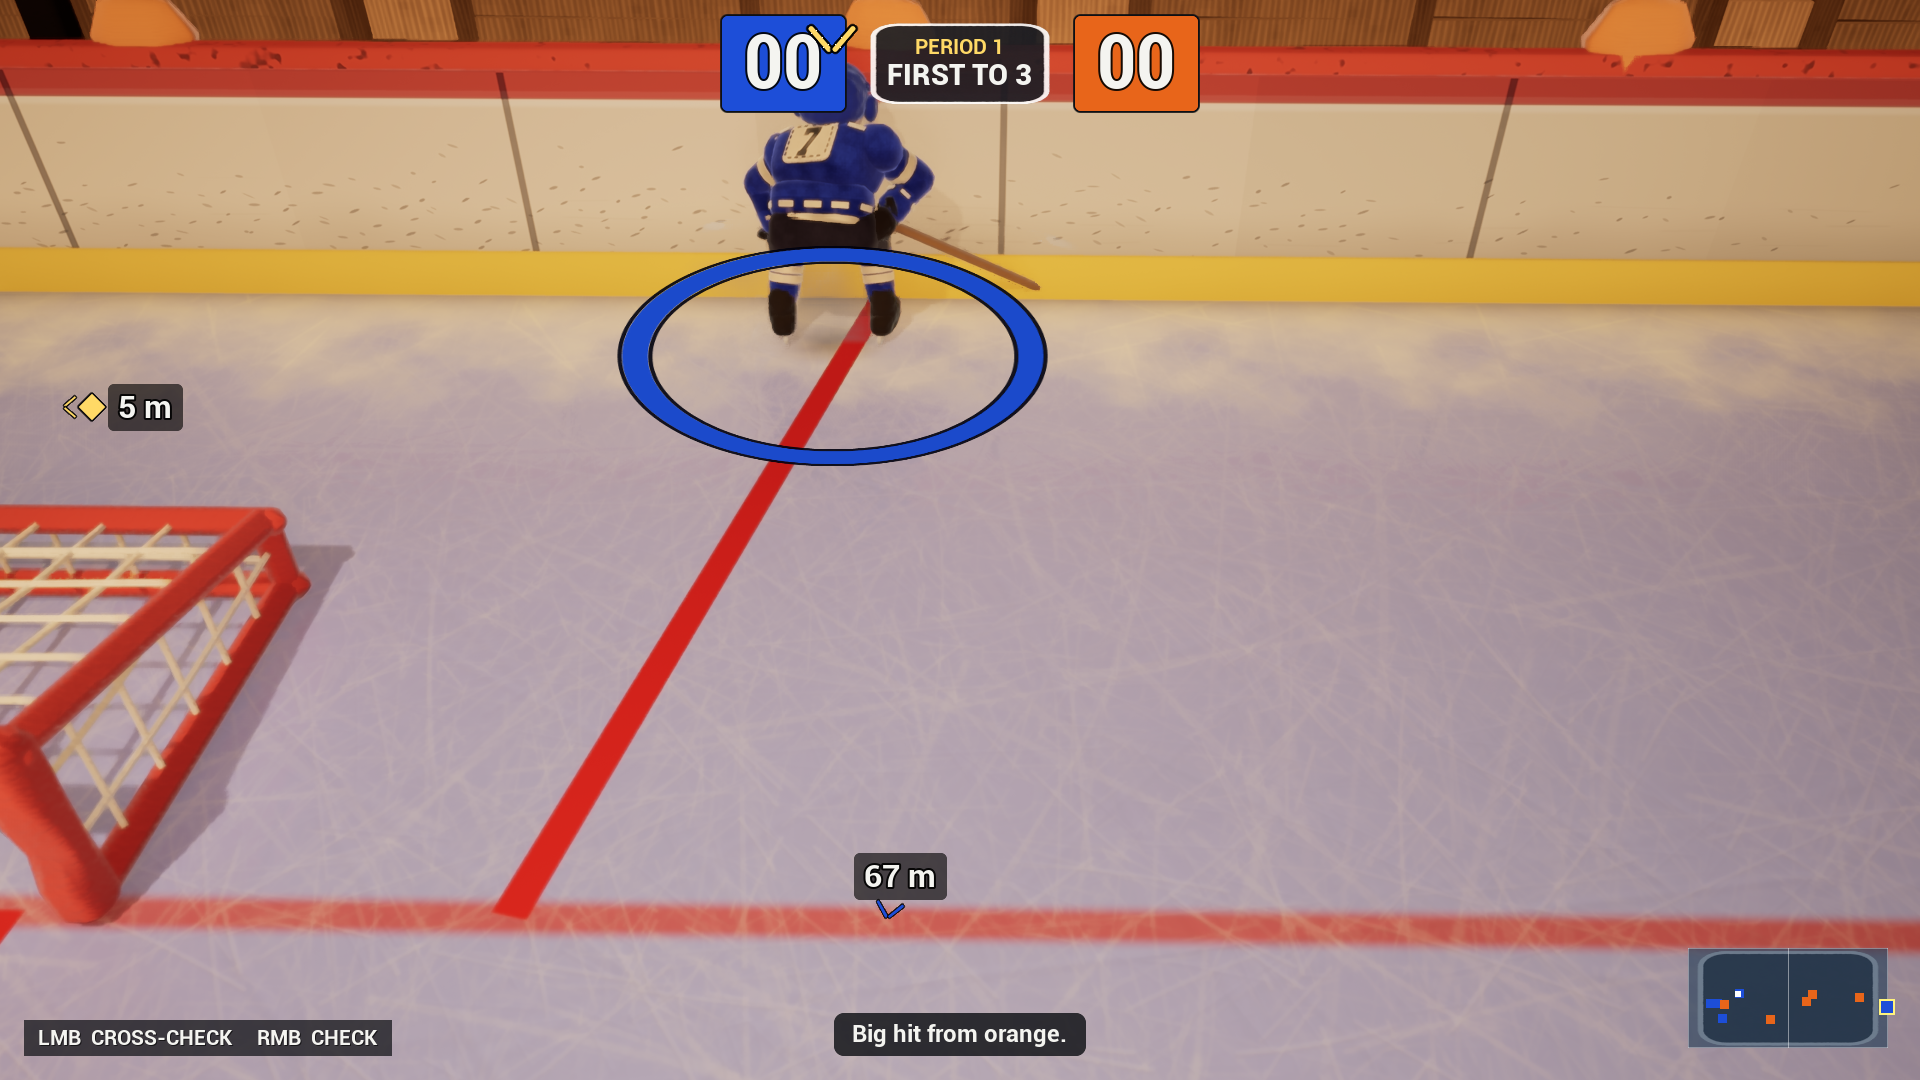 00
PERIOD 1
FIRST TO 3
00
7
5 m
67 m
Big hit from orange.
LMB CROSS-CHECK RMB CHECK